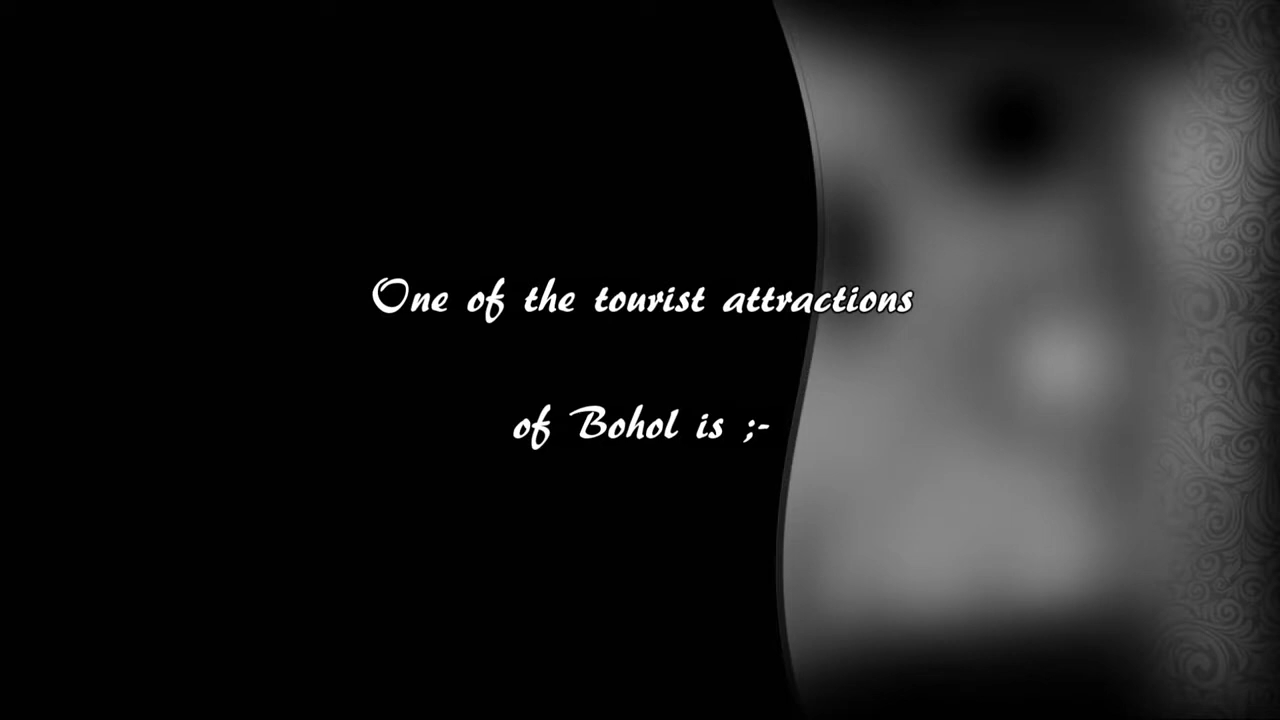 One of the tourist attractions
of Bohol is ;-